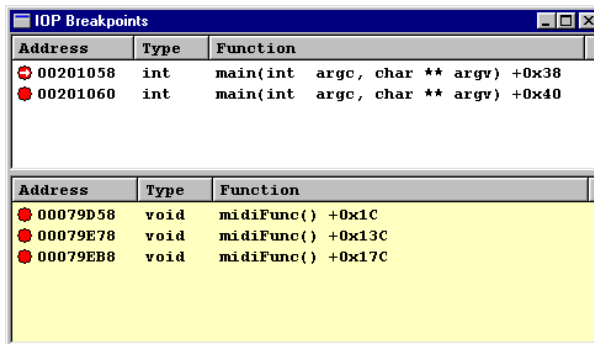 IOP Breakpoints
Address Type Function
00201058 int main(int argc, char ** argv) +0x38
00201060 int main(int argc, char ** argv) +0x40
Address Type Function
00079D58 void midiFunc() +0x1C
00079E78 void midiFunc() +0x13C
00079EB8 void midiFunc() +0x17C